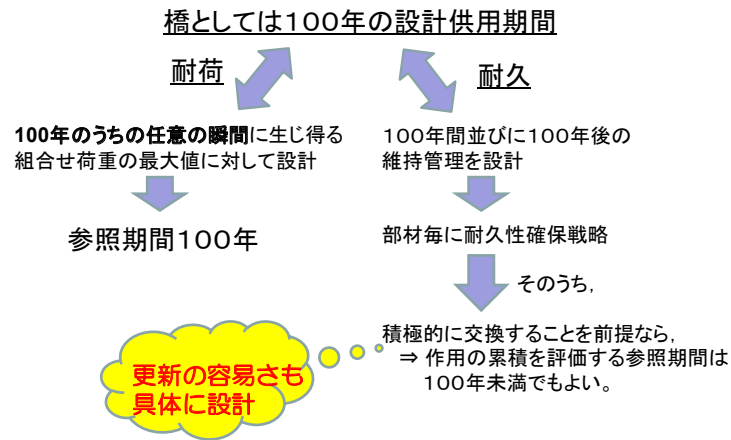 橋としては１００年の設計供用期間
耐荷
耐久
100年のうちの任意の瞬間に生じ得る
組合せ荷重の最大値に対して設計
参照期間１００年
１００年間並びに１００年後の
維持管理を設計
部材毎に耐久性確保戦略
そのうち，
積極的に交換することを前提なら，
⇒ 作用の累積を評価する参照期間は
１００年未満でもよい。
更新の容易さも
具体に設計